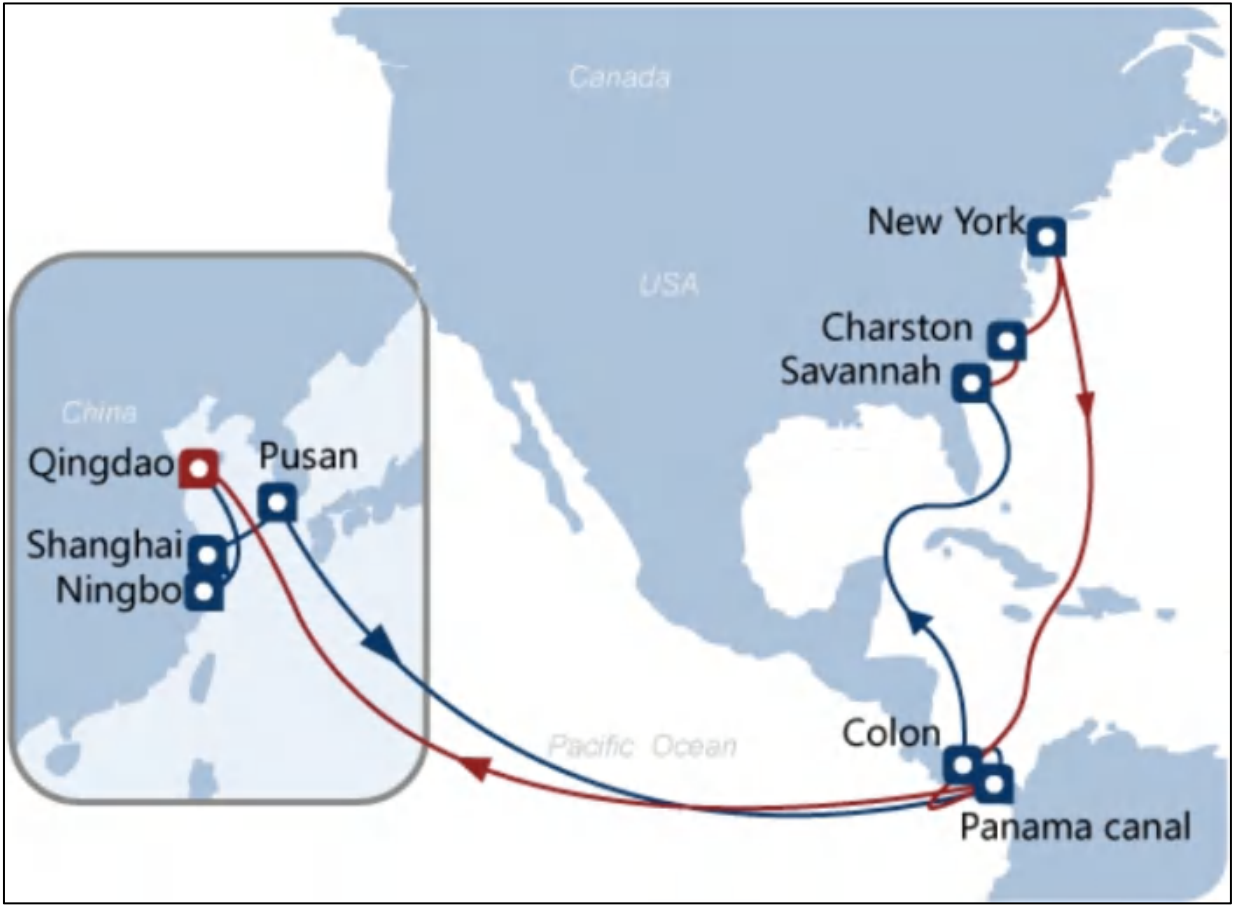 Canada
New York
USA
Charston
Savannah
China
Qingdao
Pusan
Shanghai
Ningbo
Colon
Pacific Ocean
Panama canal